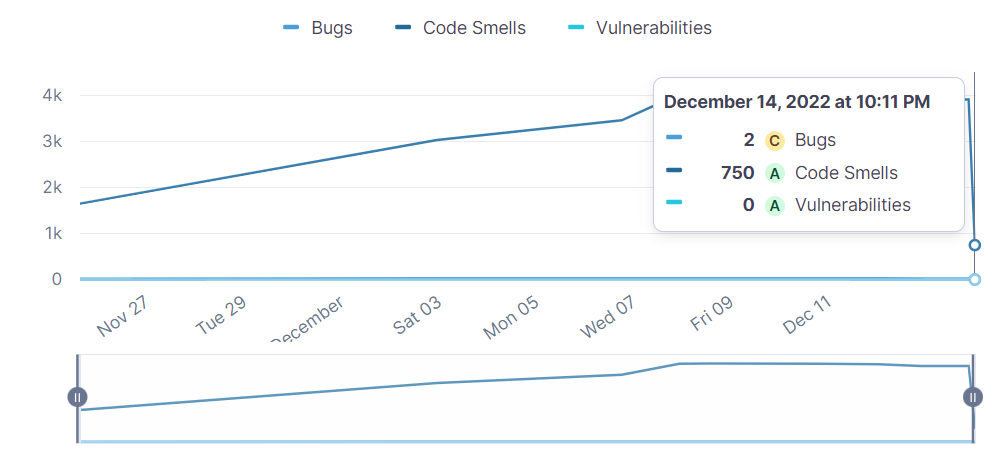 Bugs Code Smells Vulnerabilities
December 14, 2022 at 10:11 PM
2 C Bugs
750 A Code Smells
0 A Vulnerabilities
4k
3k
2k
1k
0
Nov 27 Tue 29 December Sat 03 Mon 05 Wed 07 Fri 09 Dec 11